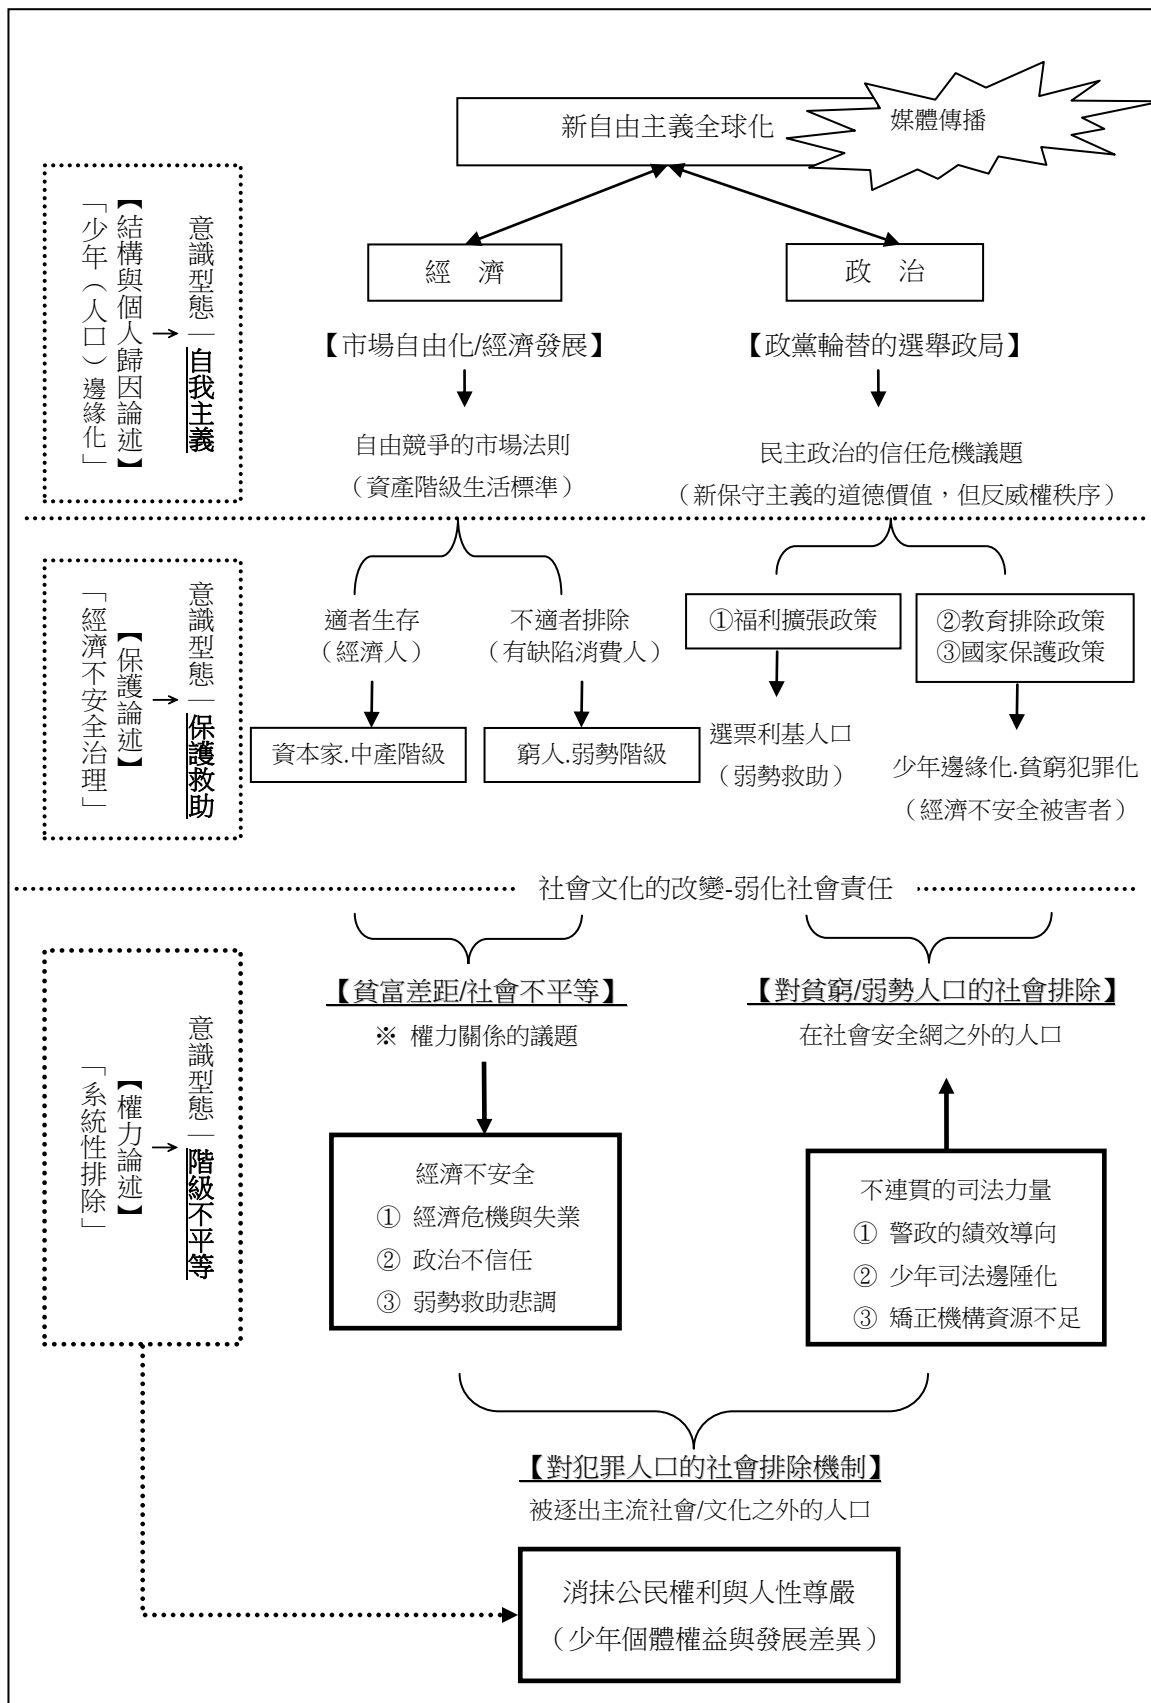 新自由主義全球化
媒體傳播
經 濟
政 治
【市場自由化/經濟發展】
【政黨輪替的選舉政局】
自由競爭的市場法則
（資產階級生活標準）
民主政治的信任危機議題
（新保守主義的道德價值，但反威權秩序）
意識型態│自我主義
【結構與個人歸因論述】
「少年（人口）邊緣化」
適者生存
（經濟人）
不適者排除
（有缺陷消費人）
①福利擴張政策
②教育排除政策
③國家保護政策
資本家.中產階級
窮人.弱勢階級
選票利基人口
（弱勢救助）
少年邊緣化.貧窮犯罪化
（經濟不安全被害者）
意識型態│保護救助
【保護論述】
「經濟不安全治理」
社會文化的改變-弱化社會責任
【貧富差距/社會不平等】
※ 權力關係的議題
【對貧窮/弱勢人口的社會排除】
在社會安全網之外的人口
意識型態│階級不平等
【權力論述】
「系統性排除」
經濟不安全
① 經濟危機與失業
② 政治不信任
③ 弱勢救助悲調
不連貫的司法力量
① 警政的績效導向
② 少年司法邊陲化
③ 矯正機構資源不足
【對犯罪人口的社會排除機制】
被逐出主流社會/文化之外的人口
消抹公民權利與人性尊嚴
（少年個體權益與發展差異）